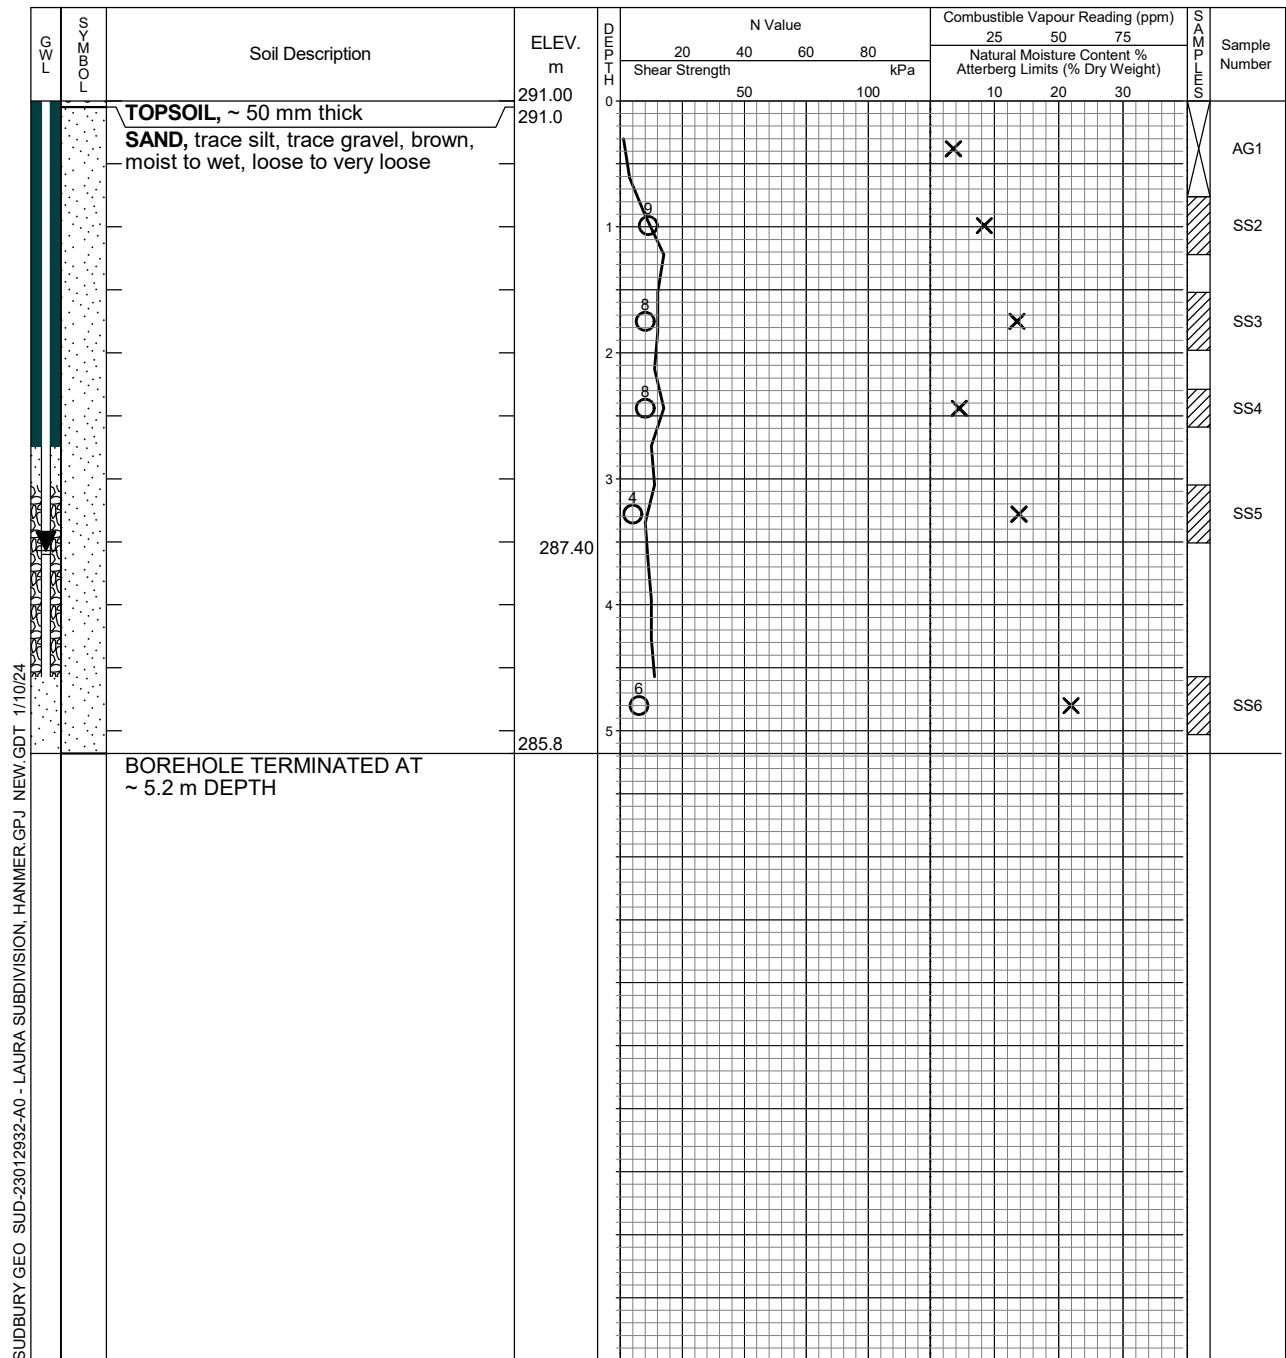 GWL
SYMBOL
Soil Description
ELEV.
m
DEPTH
N Value
20 40 60 80
Shear Strength kPa
50 100
Combustible Vapour Reading (ppm)
25 50 75
Natural Moisture Content %
Atterberg Limits (% Dry Weight)
10 20 30
SAMPLES
Sample
Number
291.00
0
TOPSOIL, ~ 50 mm thick
291.0
SAND, trace silt, trace gravel, brown,
moist to wet, loose to very loose
AG1
9
1
SS2
8
SS3
2
8
SS4
3
4
SS5
287.40
4
6
SS6
5
285.8
BOREHOLE TERMINATED AT
~ 5.2 m DEPTH
SUDBURY GEO SUD-23012932-A0 - LAURA SUBDIVISION, HANMER.GPJ NEW.GDT 1/10/24